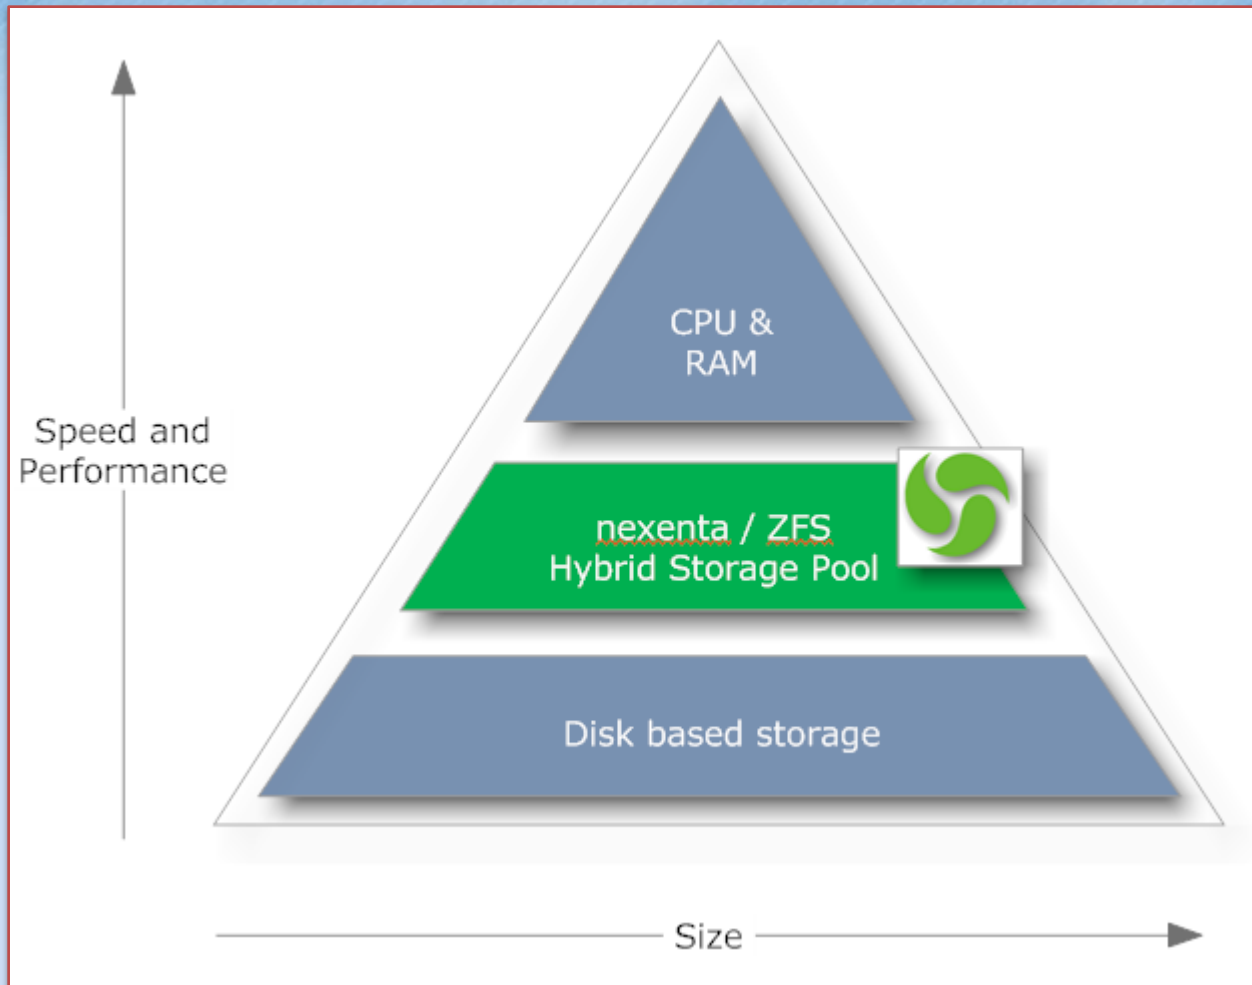 CPU &
RAM
Speed and
Performance
nexenta / ZFS
Hybrid Storage Pool
Disk based storage
Size